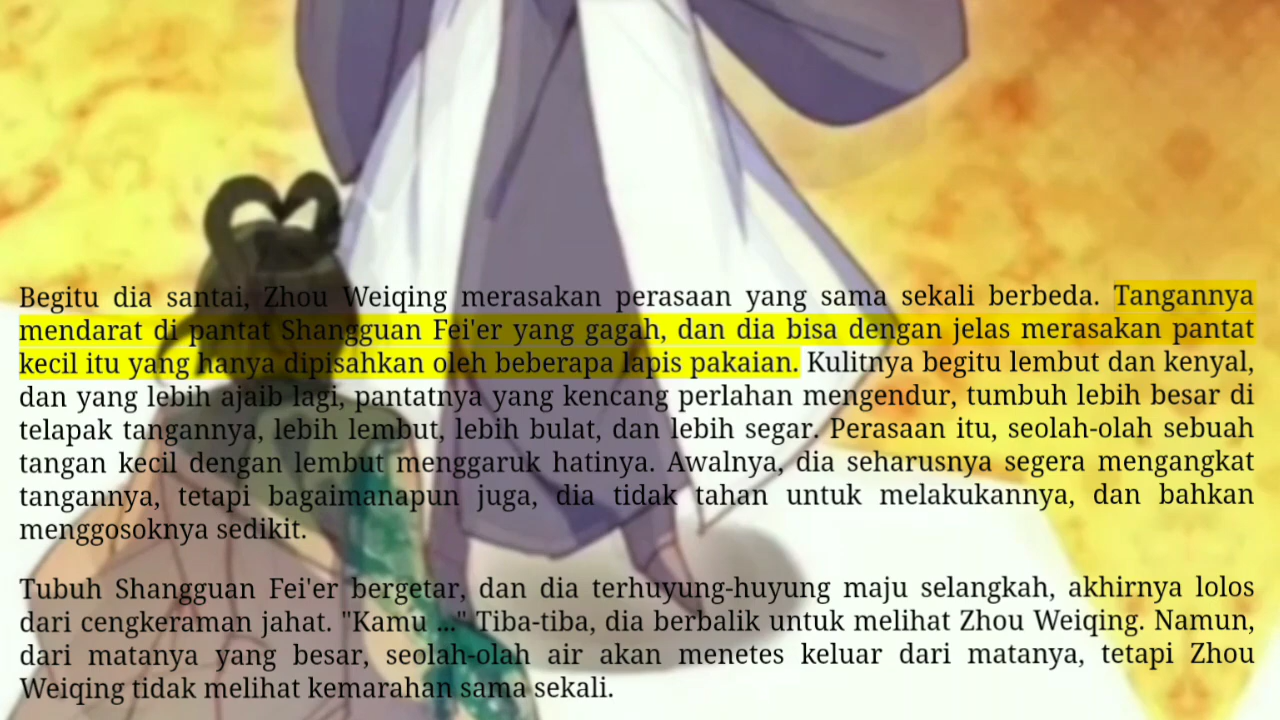 Begitu dia santai, Zhou Weiqing merasakan perasaan yang sama sekali berbeda. Tangannya
mendarat di pantat Shangguan Fei'er yang gagah, dan dia bisa dengan jelas merasakan pantat
kecil itu yang hanya dipisahkan oleh beberapa lapis pakaian. Kulitnya begitu lembut dan kenyal,
dan yang lebih ajaib lagi, pantatnya yang kencang perlahan mengendur, tumbuh lebih besar di
telapak tangannya, lebih lembut, lebih bulat, dan lebih segar. Perasaan itu, seolah-olah sebuah
tangan kecil dengan lembut menggaruk hatinya. Awalnya, dia seharusnya segera mengangkat
tangannya, tetapi bagaimanapun juga, dia tidak tahan untuk melakukannya, dan bahkan
menggosoknya sedikit.
Tubuh Shangguan Fei'er bergetar, dan dia terhuyung-huyung maju selangkah, akhirnya lolos
dari cengkeraman jahat. "Kamu ..." Tiba-tiba, dia berbalik untuk melihat Zhou Weiqing. Namun,
dari matanya yang besar, seolah-olah air akan menetes keluar dari matanya, tetapi Zhou
Weiqing tidak melihat kemarahan sama sekali.